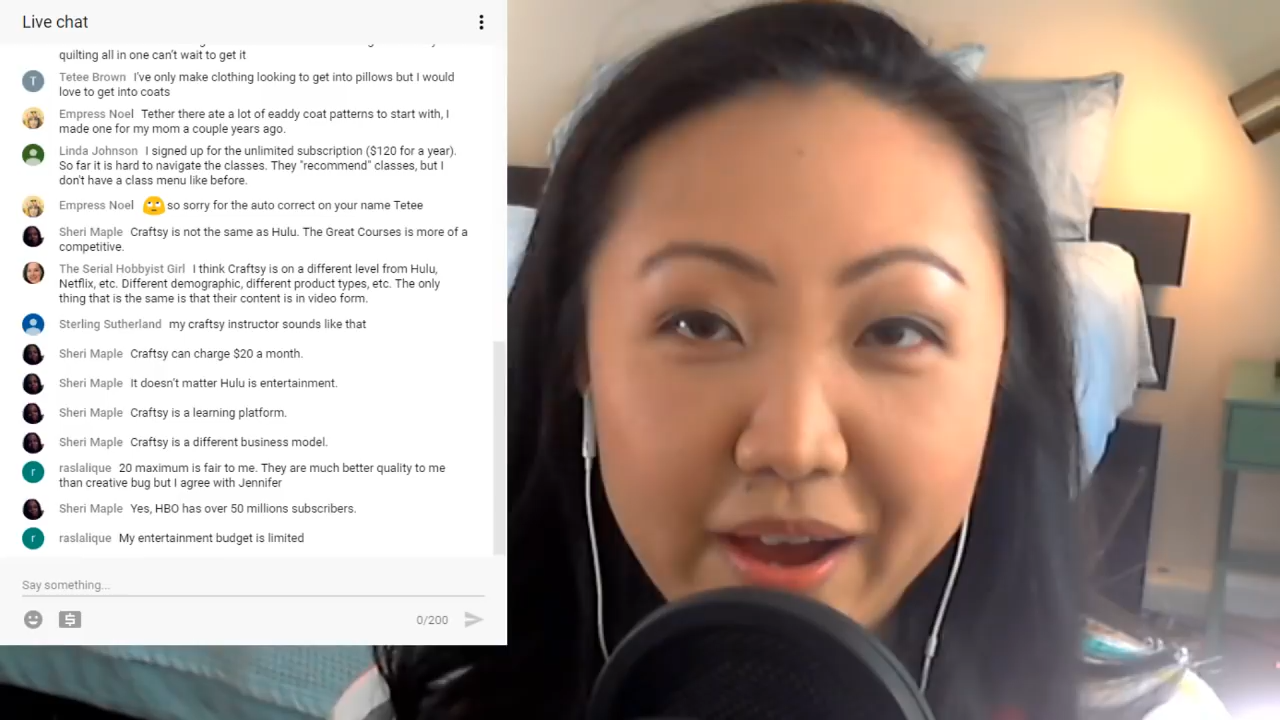 Live chat
quilting all in one can't wait to get it
T
Tetee Brown I've only make clothing looking to get into pillows but I would
love to get into coats
Empress Noel Tether there ate a lot of eaddy coat patterns to start with, I
made one for my mom a couple years ago.
Linda Johnson I signed up for the unlimited subscription ($120 for a year).
So far it is hard to navigate the classes. They "recommend" classes, but I
don't have a class menu like before.
Empress Noel 🙄 so sorry for the auto correct on your name Tetee
Sheri Maple Craftsy is not the same as Hulu. The Great Courses is more of a
competitive.
The Serial Hobbyist Girl I think Craftsy is on a different level from Hulu,
Netflix, etc. Different demographic, different product types, etc. The only
thing that is the same is that their content is in video form.
Sterling Sutherland my craftsy instructor sounds like that
Sheri Maple Craftsy can charge $20 a month.
Sheri Maple It doesn't matter Hulu is entertainment.
Sheri Maple Craftsy is a learning platform.
Sheri Maple Craftsy is a different business model.
r
raslalique 20 maximum is fair to me. They are much better quality to me
than creative bug but I agree with Jennifer
Sheri Maple Yes, HBO has over 50 millions subscribers.
r
raslalique My entertainment budget is limited
Say something...
$
0/200